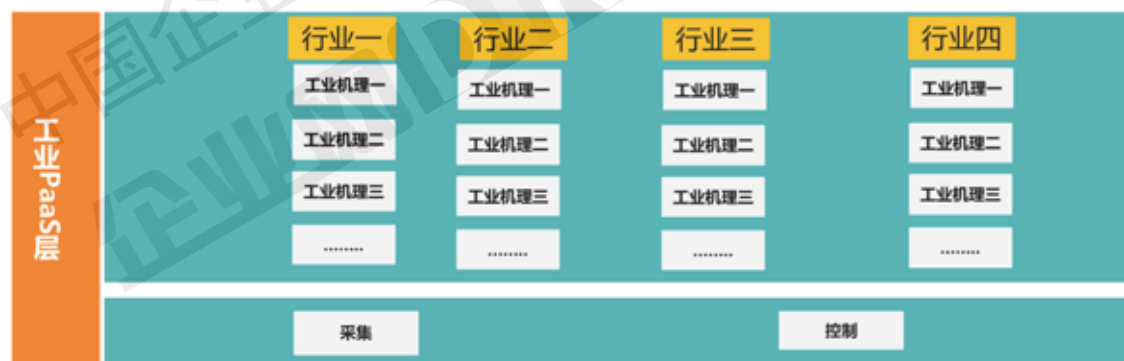 工业PaaS层
行业一
行业二
行业三
行业四
工业机理一
工业机理一
工业机理一
工业机理一
工业机理二
工业机理二
工业机理二
工业机理二
工业机理三
工业机理三
工业机理三
工业机理三
........
........
........
........
采集
控制
中国企业